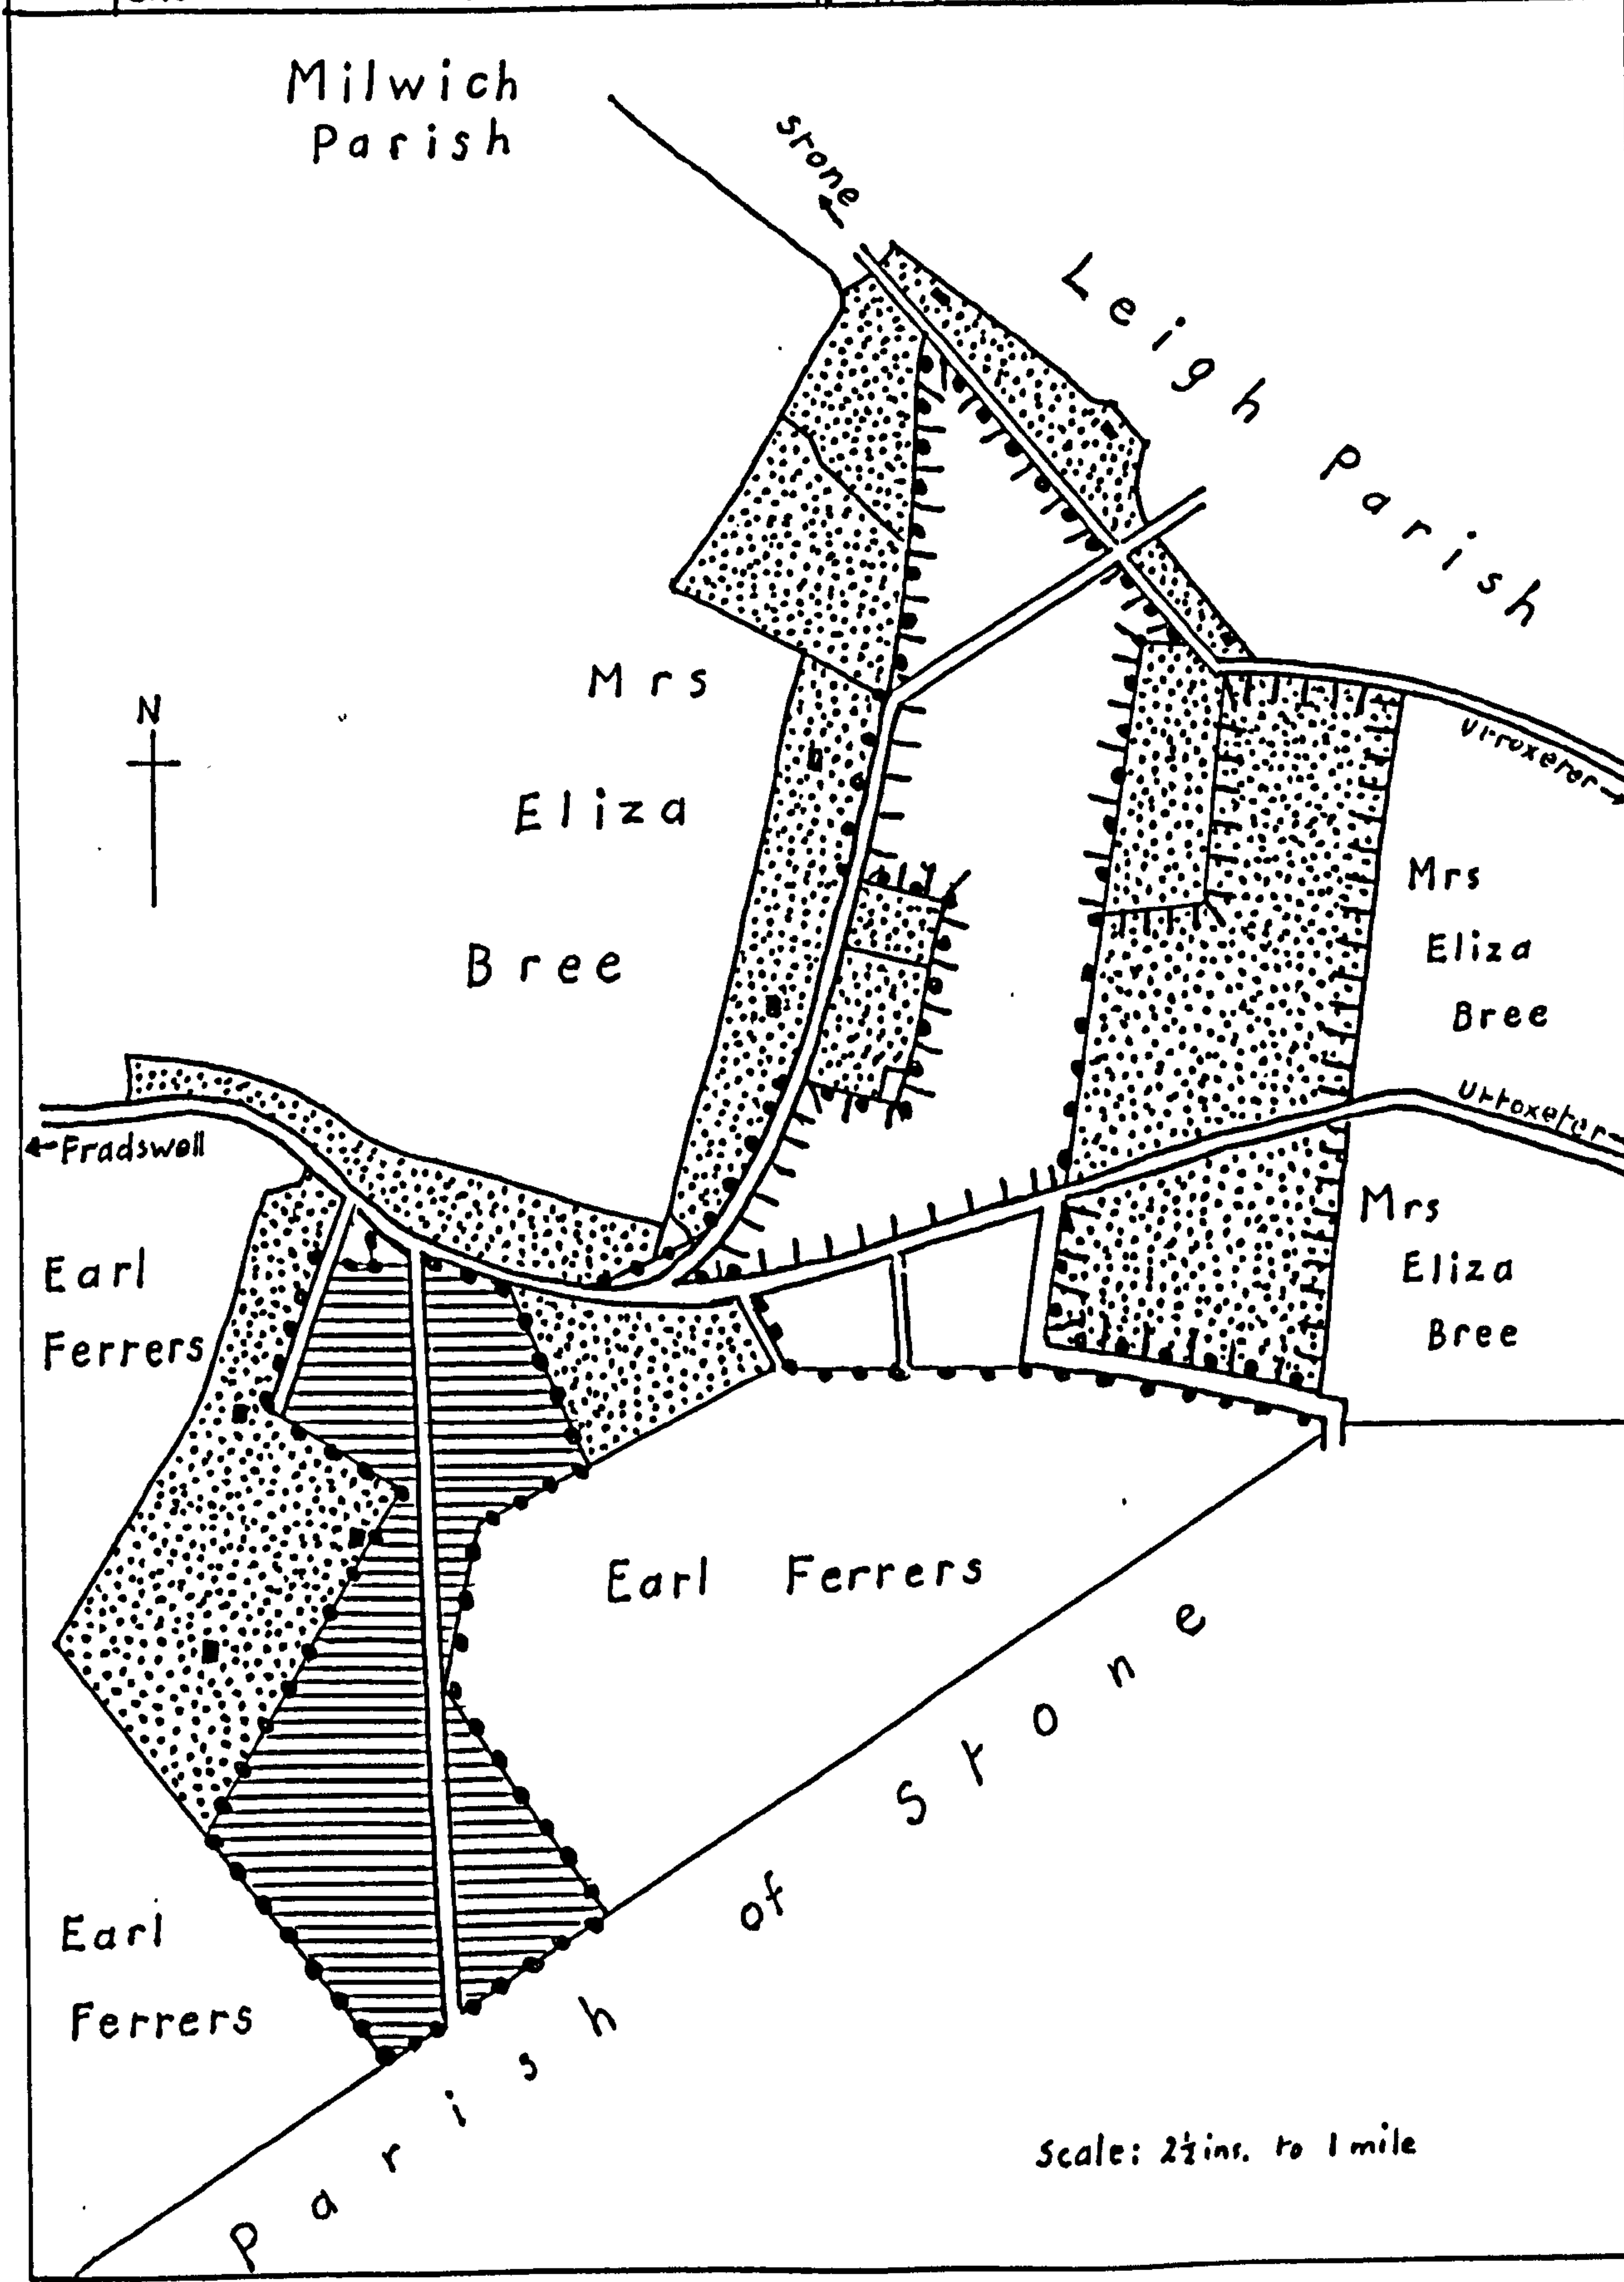 Milwich
Parish
Stone
Leigh Parish
N
Mrs
Eliza
Bree
Uttoxeter
Mrs
Eliza
Bree
Fradswell
Uttoxeter
Earl
Ferrers
Mrs
Eliza
Bree
Earl Ferrers
Earl
Ferrers
Parish of Stone
Scale: 2½ ins. to 1 mile